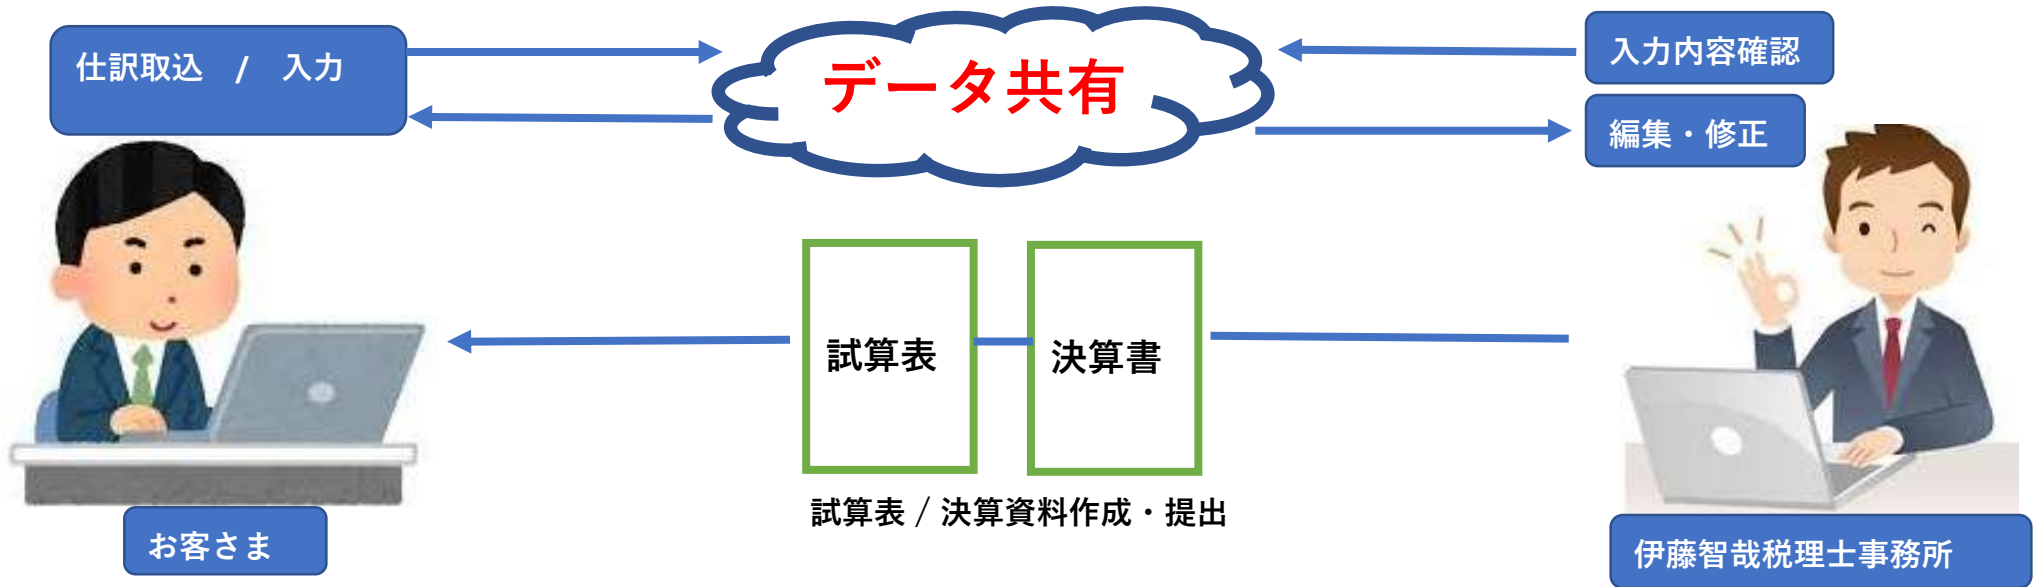 仕訳取込 / 入力
データ共有
入力内容確認
編集・修正
試算表
決算書
試算表 / 決算資料作成・提出
お客さま
伊藤智哉税理士事務所